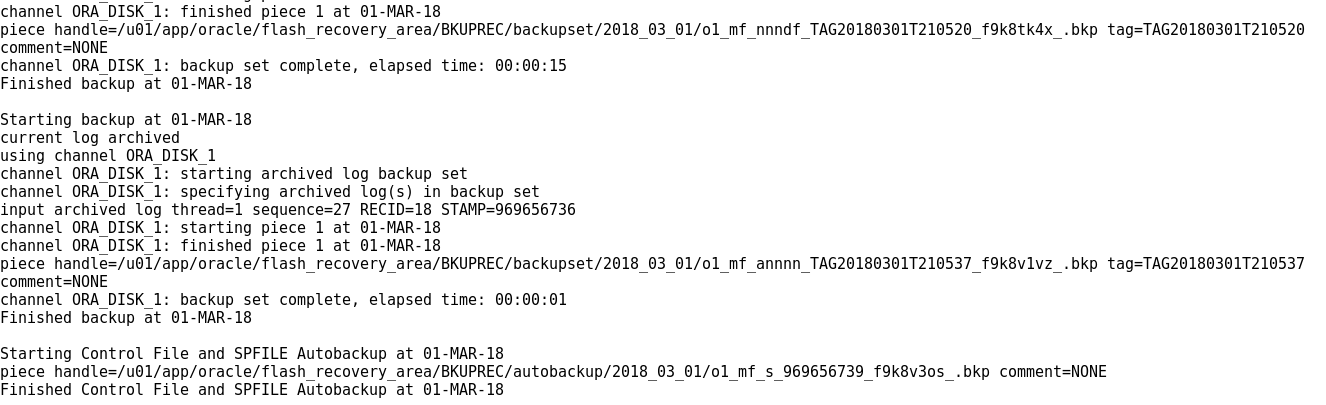 channel ORA_DISK_1: finished piece 1 at 01-MAR-18
piece handle=/u01/app/oracle/flash_recovery_area/BKUPREC/backupset/2018_03_01/o1_mf_nnndf_TAG20180301T210520_f9k8tk4x_.bkp tag=TAG20180301T210520
comment=NONE
channel ORA_DISK_1: backup set complete, elapsed time: 00:00:15
Finished backup at 01-MAR-18

Starting backup at 01-MAR-18
current log archived
using channel ORA_DISK_1
channel ORA_DISK_1: starting archived log backup set
channel ORA_DISK_1: specifying archived log(s) in backup set
input archived log thread=1 sequence=27 RECID=18 STAMP=969656736
channel ORA_DISK_1: starting piece 1 at 01-MAR-18
channel ORA_DISK_1: finished piece 1 at 01-MAR-18
piece handle=/u01/app/oracle/flash_recovery_area/BKUPREC/backupset/2018_03_01/o1_mf_annnn_TAG20180301T210537_f9k8v1vz_.bkp tag=TAG20180301T210537
comment=NONE
channel ORA_DISK_1: backup set complete, elapsed time: 00:00:01
Finished backup at 01-MAR-18

Starting Control File and SPFILE Autobackup at 01-MAR-18
piece handle=/u01/app/oracle/flash_recovery_area/BKUPREC/autobackup/2018_03_01/o1_mf_s_969656739_f9k8v3os_.bkp comment=NONE
Finished Control File and SPFILE Autobackup at 01-MAR-18